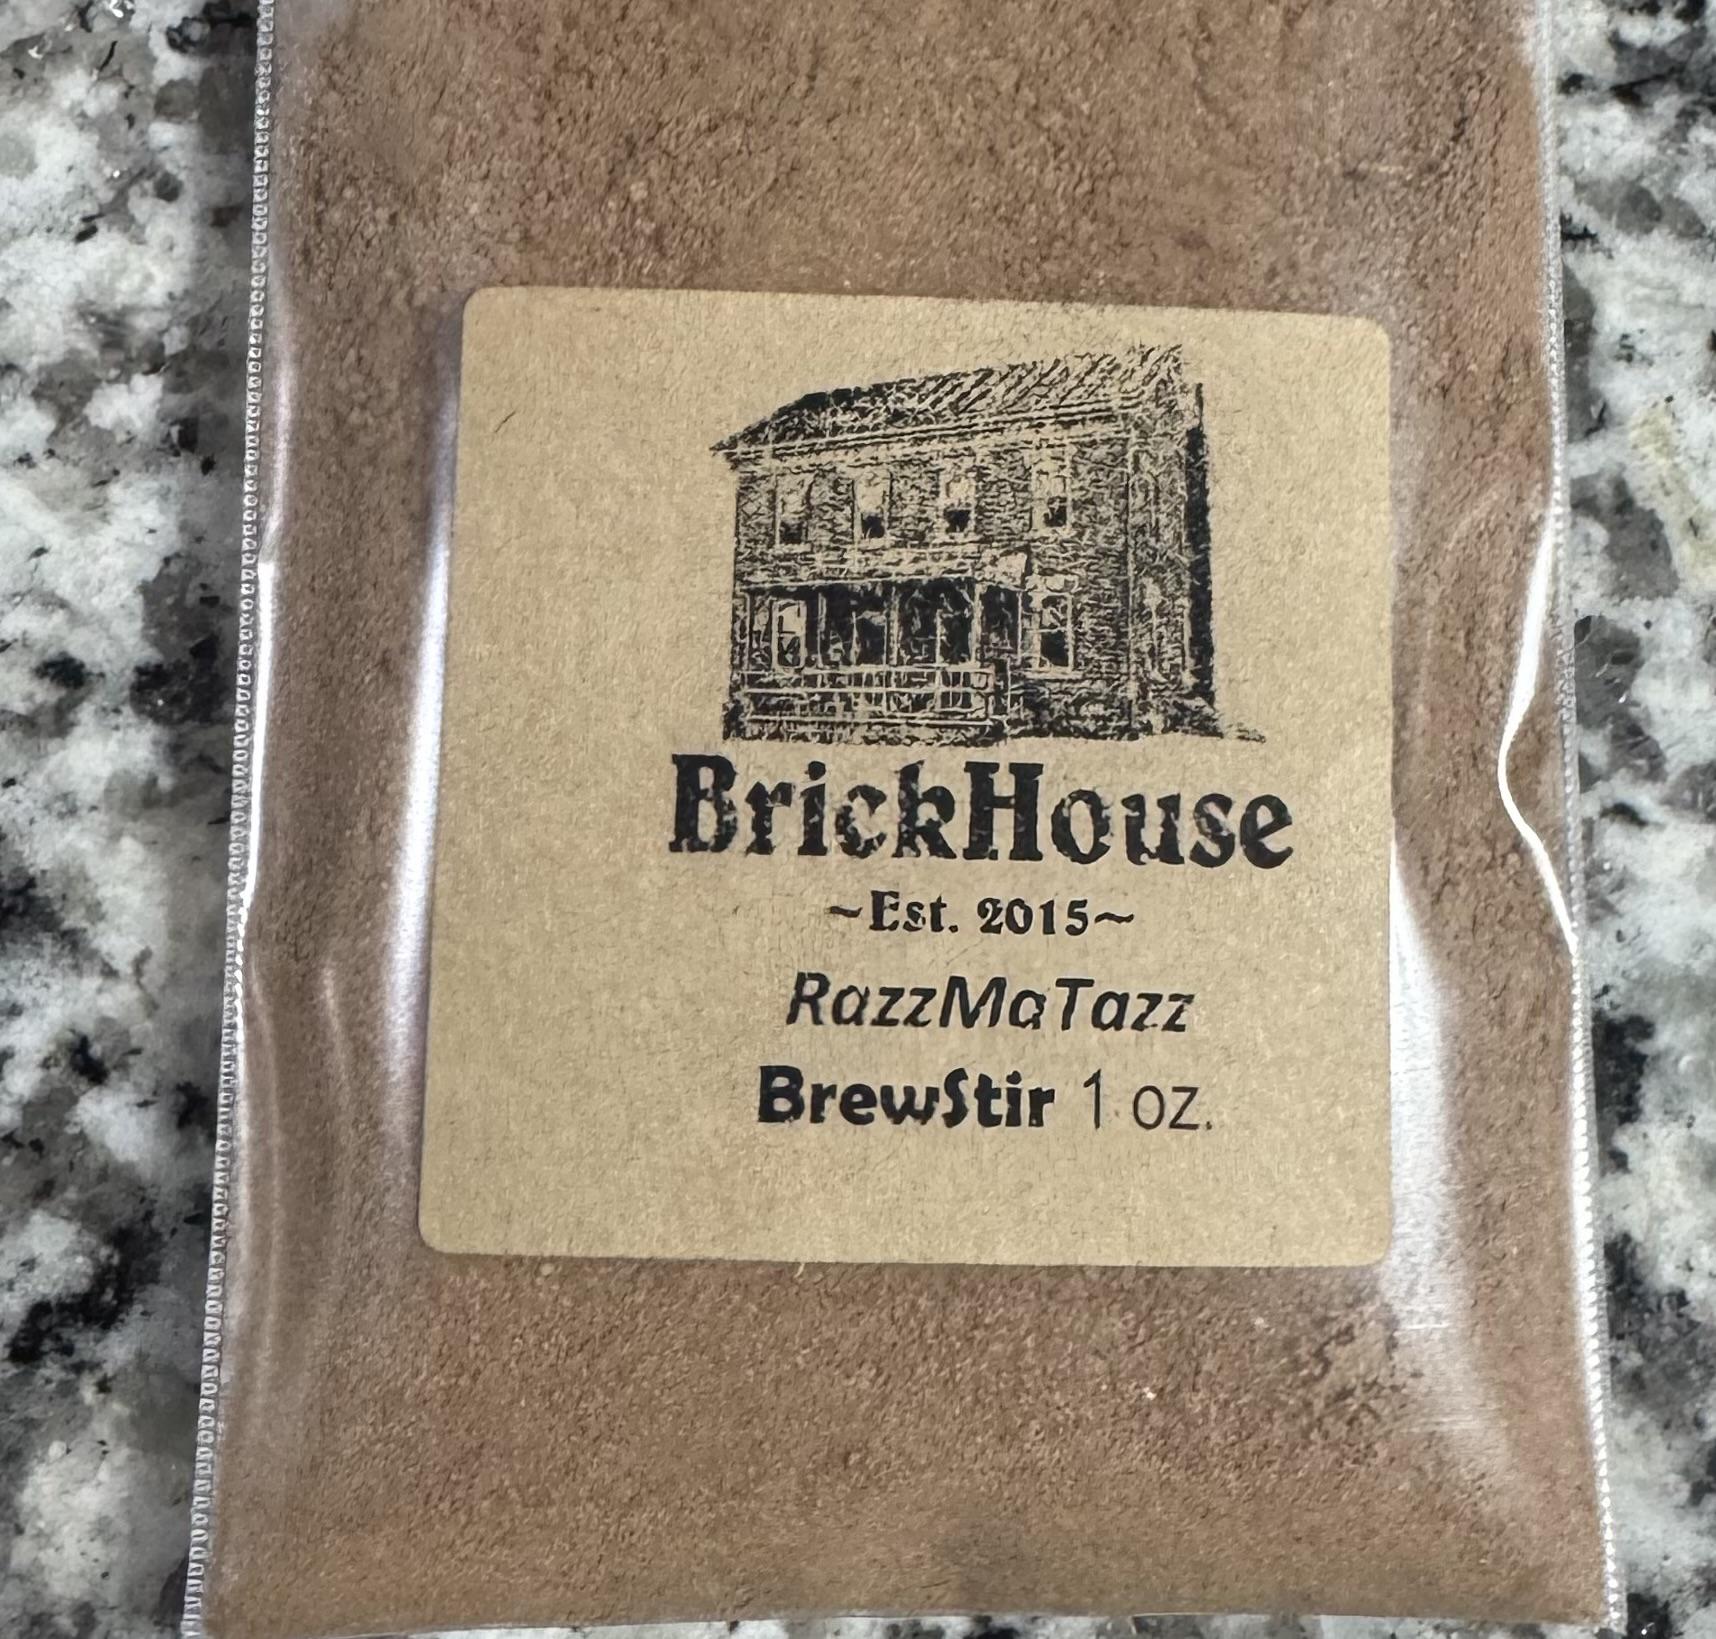 BrickHouse
~Est. 2015~
RazzMaTazz
BrewStir 1 oz.